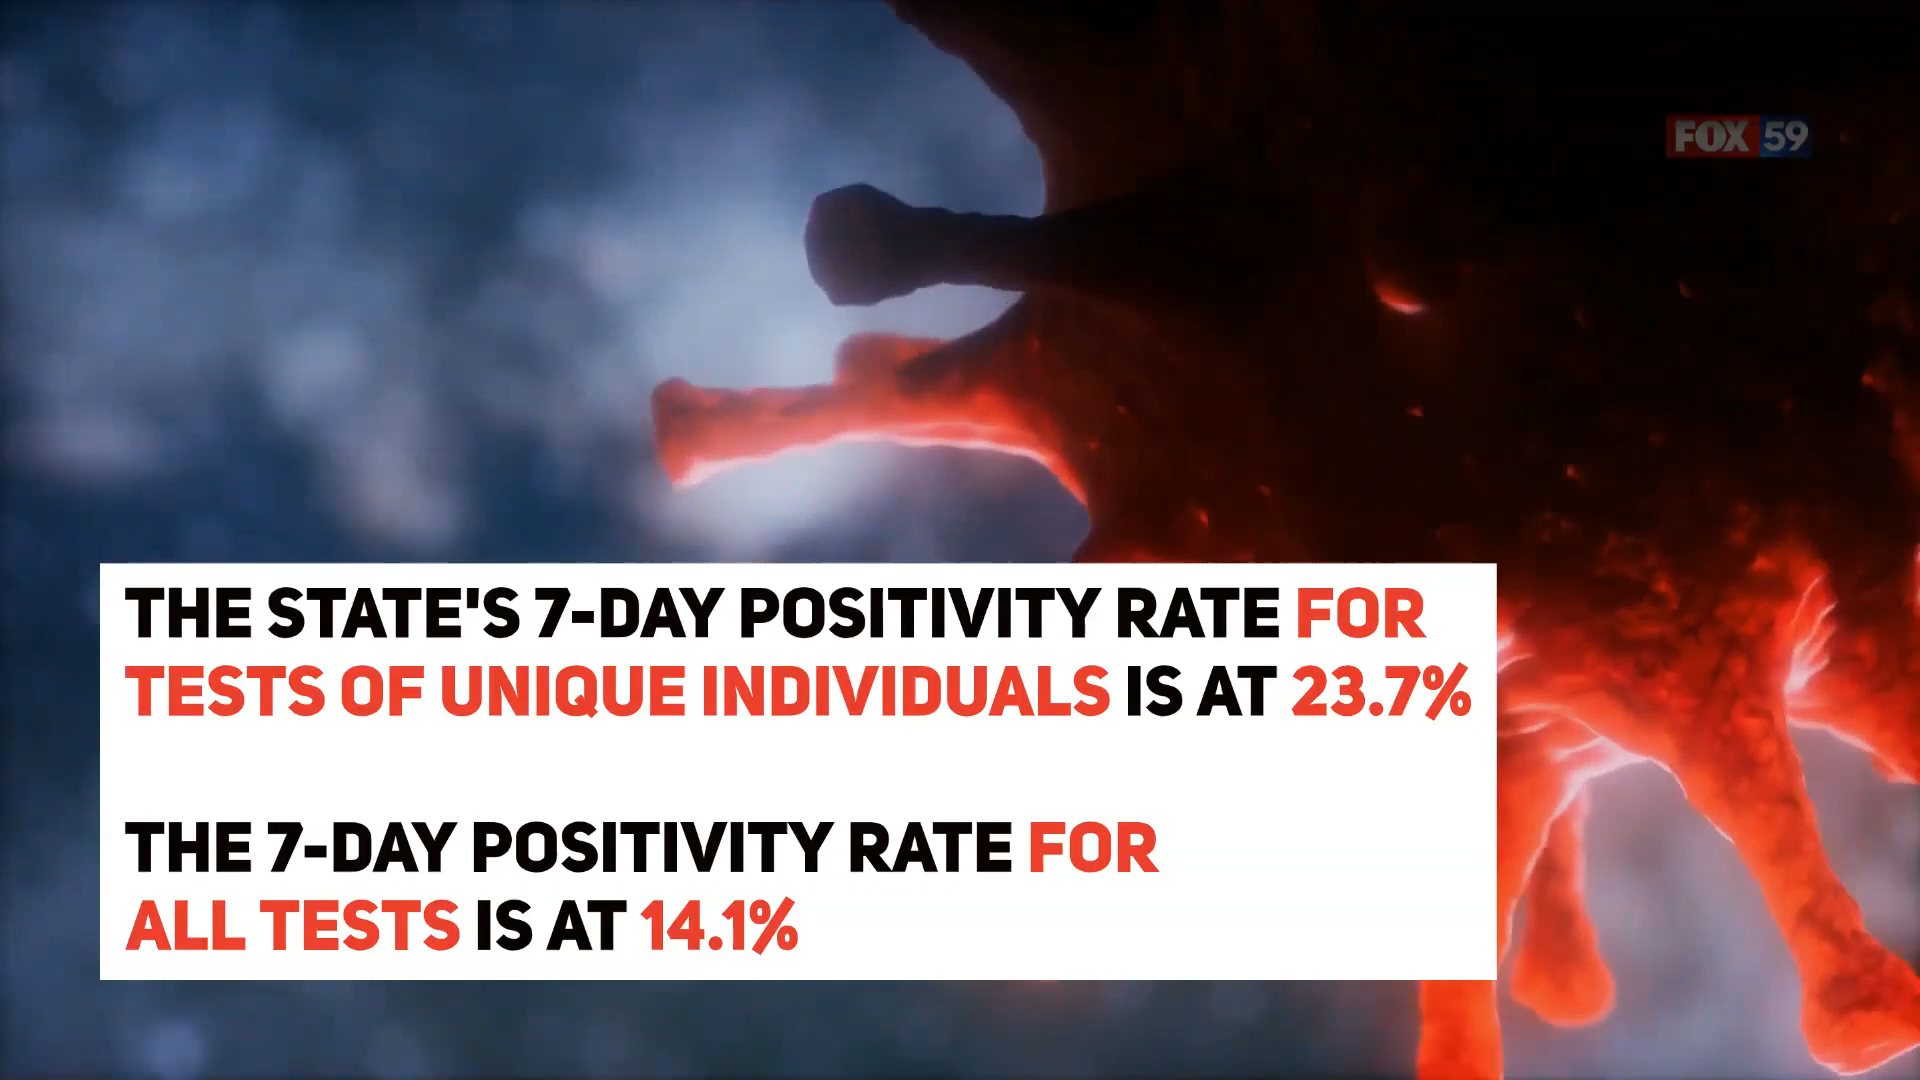 FOX 59
THE STATE'S 7-DAY POSITIVITY RATE FOR
TESTS OF UNIQUE INDIVIDUALS IS AT 23.7%
THE 7-DAY POSITIVITY RATE FOR
ALL TESTS IS AT 14.1%